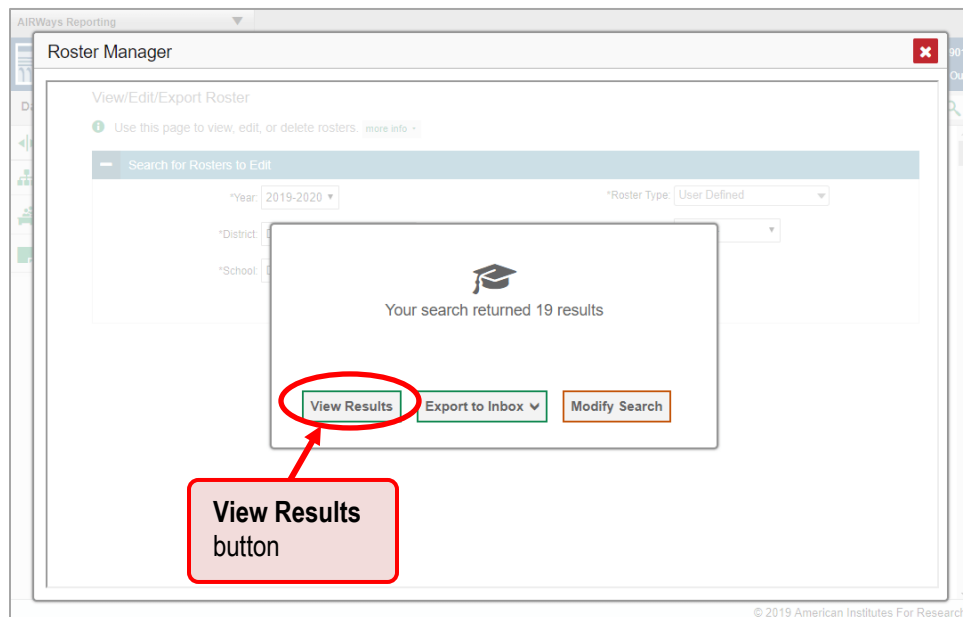 AIRWays Reporting
Roster Manager
View/Edit/Export Roster
Use this page to view, edit, or delete rosters. more info
Search for Rosters to Edit
*Year: 2019-2020
*Roster Type: User Defined
*District:
*School:
Your search returned 19 results
View Results
Export to Inbox
Modify Search
View Results
button
© 2019 American Institutes For Research